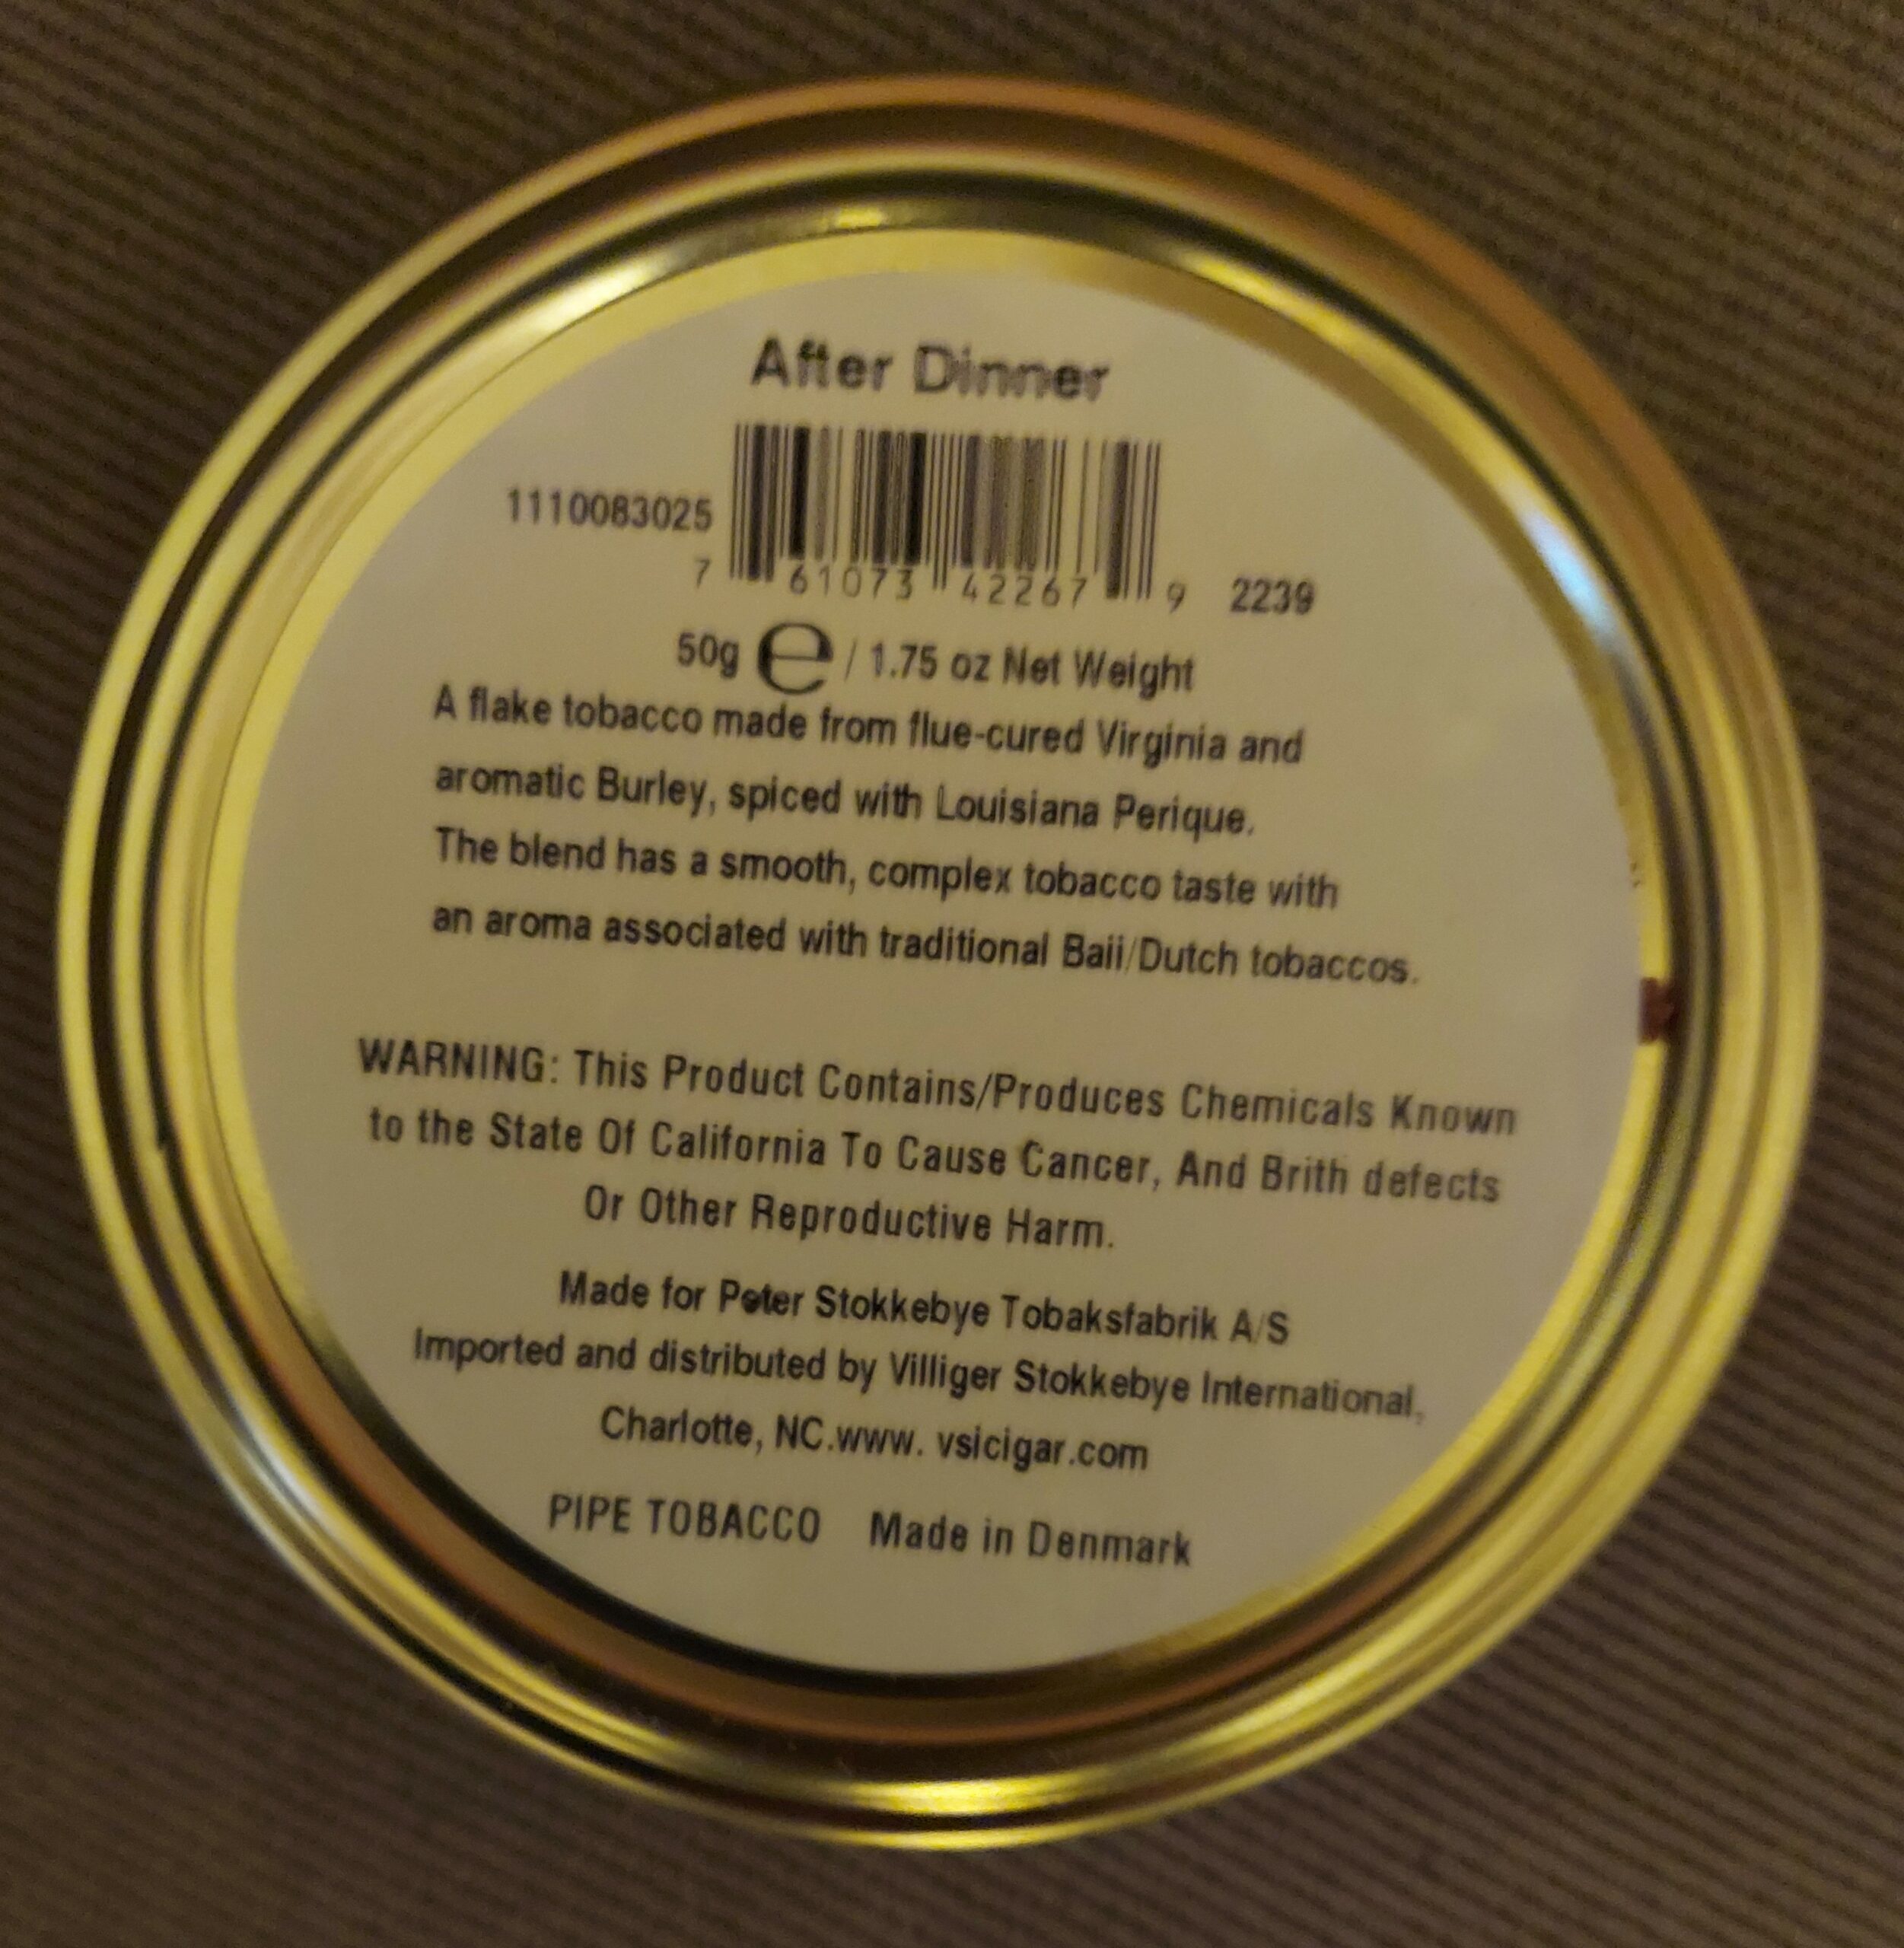 After Dinner
1110083025
7 61073 42267 9 2239
50g e / 1.75 oz Net Weight
A flake tobacco made from flue-cured Virginia and
aromatic Burley, spiced with Louisiana Perique.
The blend has a smooth, complex tobacco taste with
an aroma associated with traditional Baii/Dutch tobaccos.
WARNING: This Product Contains/Produces Chemicals Known
to the State Of California To Cause Cancer, And Brith defects
Or Other Reproductive Harm.
Made for Peter Stokkebye Tobaksfabrik A/S
Imported and distributed by Villiger Stokkebye International,
Charlotte, NC.www. vsicigar.com
PIPE TOBACCO Made in Denmark